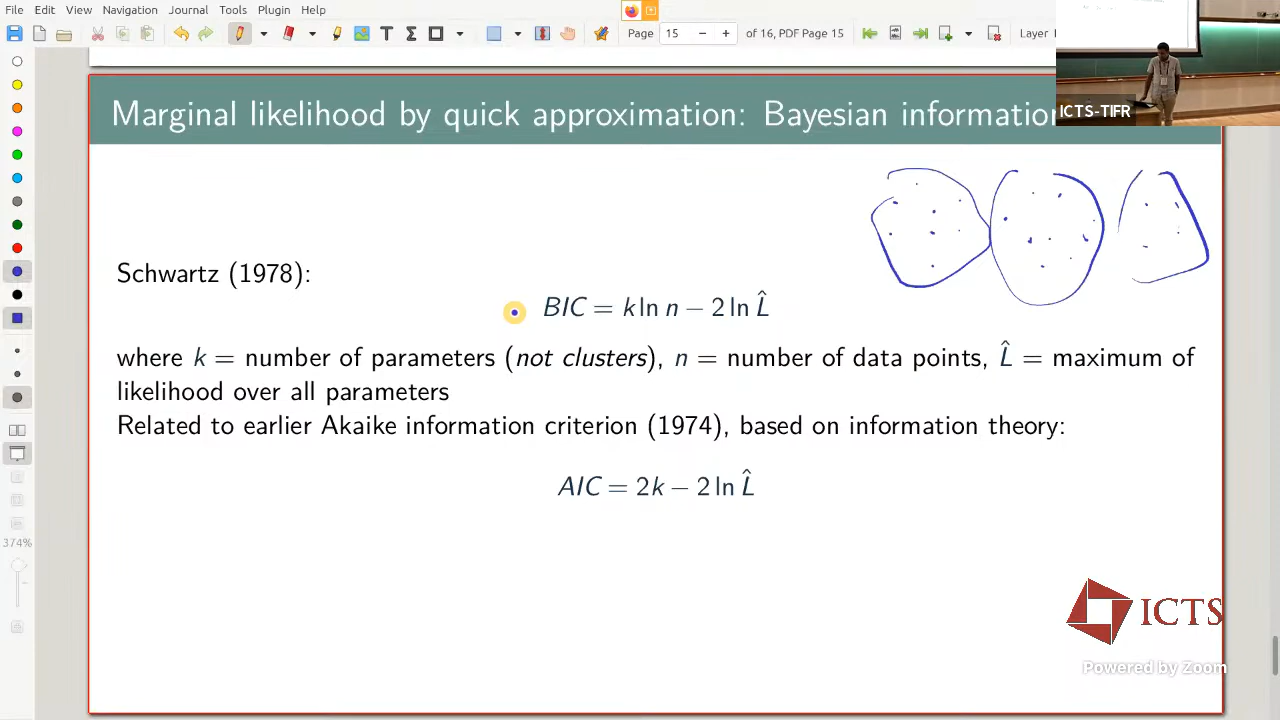 File Edit View Navigation Journal Tools Plugin Help
Page 15 of 16, PDF Page 15 Layer
ICTS-TIFR
Marginal likelihood by quick approximation: Bayesian information
Schwartz (1978):
BIC = k ln n − 2 ln L̂
where k = number of parameters (not clusters), n = number of data points, L̂ = maximum of
likelihood over all parameters
Related to earlier Akaike information criterion (1974), based on information theory:
AIC = 2k − 2 ln L̂
374%
ICTS
Powered by Zoom